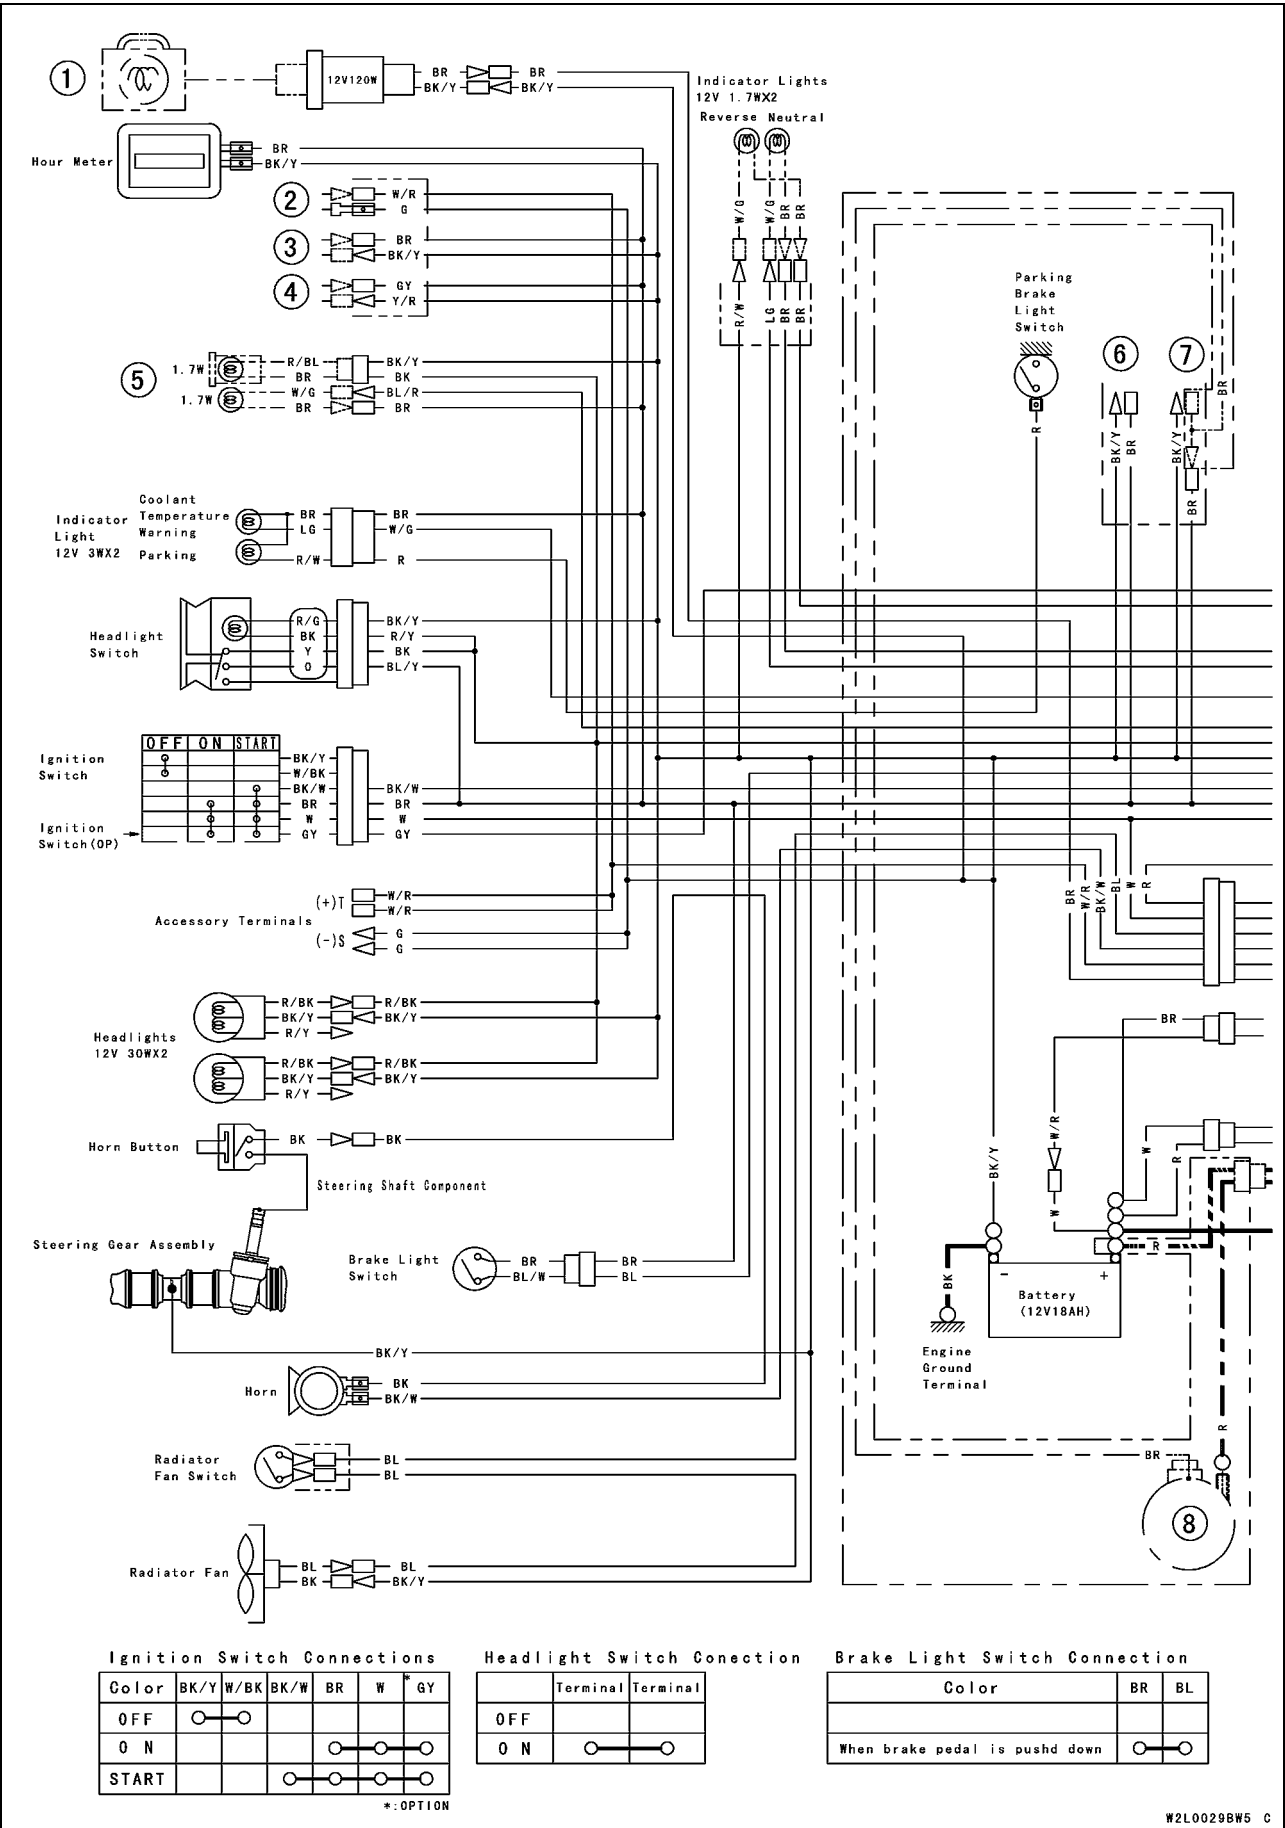 1
12V120W
BR
BR
BK/Y
BK/Y
Indicator Lights
12V 1.7WX2
Reverse Neutral
Hour Meter
BR
BK/Y
2
W/R
G
3
BR
BK/Y
4
GY
Y/R
W/G
W/G
BR
BR
R/W
LG
BR
BR
Parking
Brake
Light
Switch
R
6
7
BR
BK/Y
BR
BK/Y
BR
5
1.7W
R/BL
BK/Y
BR
BK
1.7W
W/G
BL/R
BR
BR
Indicator
Light
12V 3WX2
Coolant
Temperature
Warning
Parking
BR
BR
LG
W/G
R/W
R
Headlight
Switch
R/G
BK/Y
BK
R/Y
Y
BK
O
BL/Y
Ignition
Switch
OFF ON START
BK/Y
W/BK
BK/W
BK/W
BR
BR
W
W
GY
GY
Ignition
Switch(OP)
Accessory Terminals
(+)T
W/R
W/R
(-)S
G
G
BR
W/R
BK/W
BL
W
R
Headlights
12V 30WX2
R/BK
R/BK
BK/Y
BK/Y
R/Y
R/BK
R/BK
BK/Y
BK/Y
R/Y
BR
W/R
W
W
R
BK/Y
Horn Button
BK
BK
Steering Shaft Component
Steering Gear Assembly
Brake Light
Switch
BR
BR
BL/W
BL
BK/Y
BK
R
- +
Battery
(12V18AH)
Engine
Ground
Terminal
Horn
BK
BK/W
Radiator
Fan Switch
BL
BL
R
BR
8
Radiator Fan
BL
BL
BK
BK/Y
Ignition Switch Connections
Color BK/Y W/BK BK/W BR W *GY
OFF
ON
START
*:OPTION
Headlight Switch Conection
Terminal Terminal
OFF
ON
Brake Light Switch Connection
Color BR BL
When brake pedal is pushd down
W2L0029BW5 C